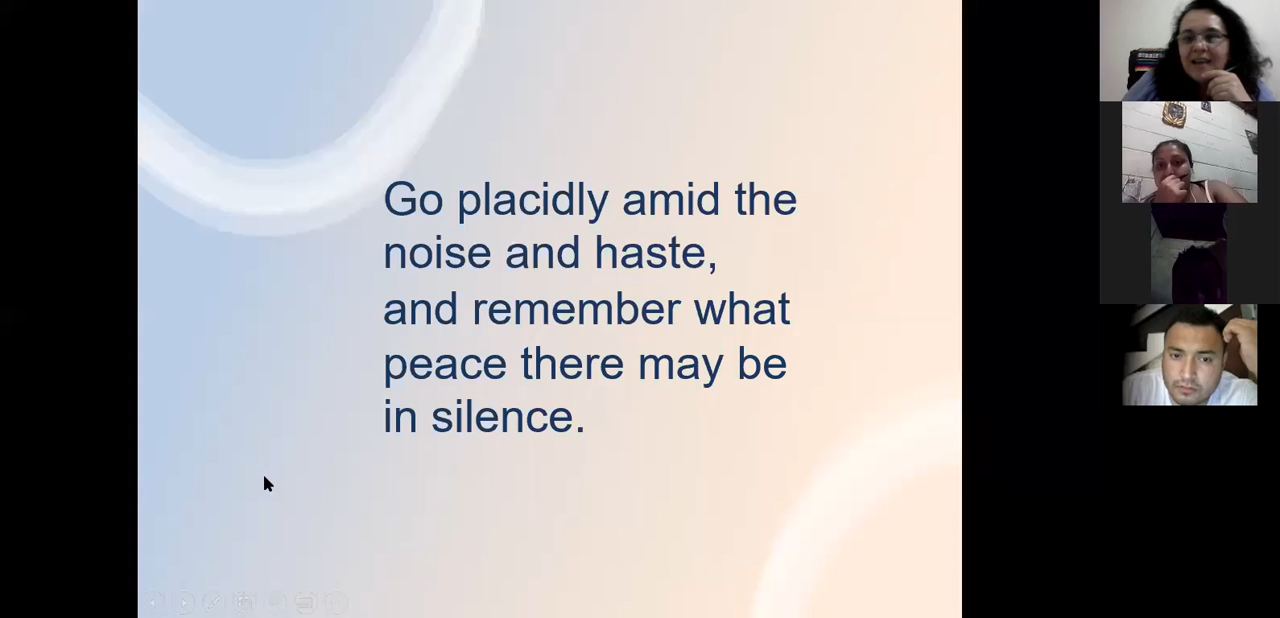 Go placidly amid the
noise and haste,
and remember what
peace there may be
in silence.